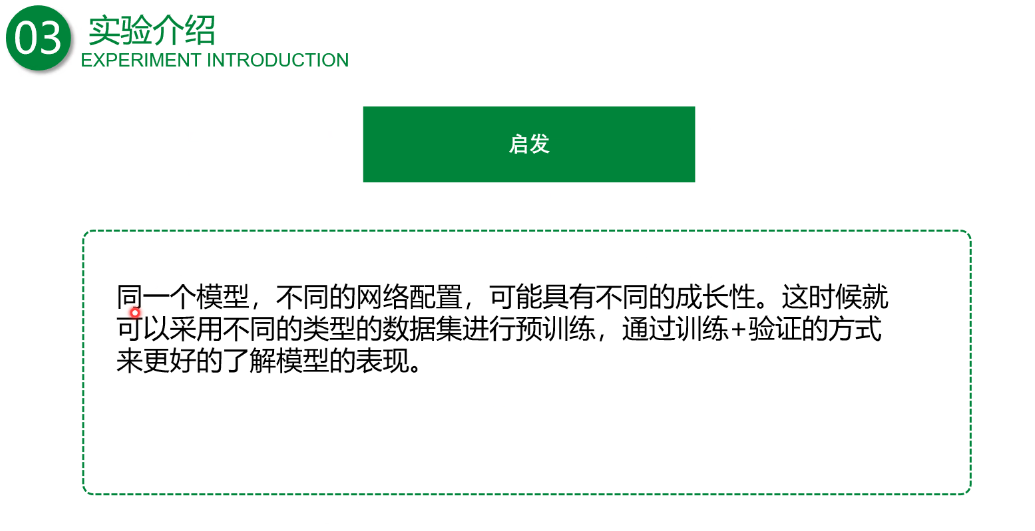 03
实验介绍
EXPERIMENT INTRODUCTION
启发
同一个模型，不同的网络配置，可能具有不同的成长性。这时候就
可以采用不同的类型的数据集进行预训练，通过训练+验证的方式
来更好的了解模型的表现。